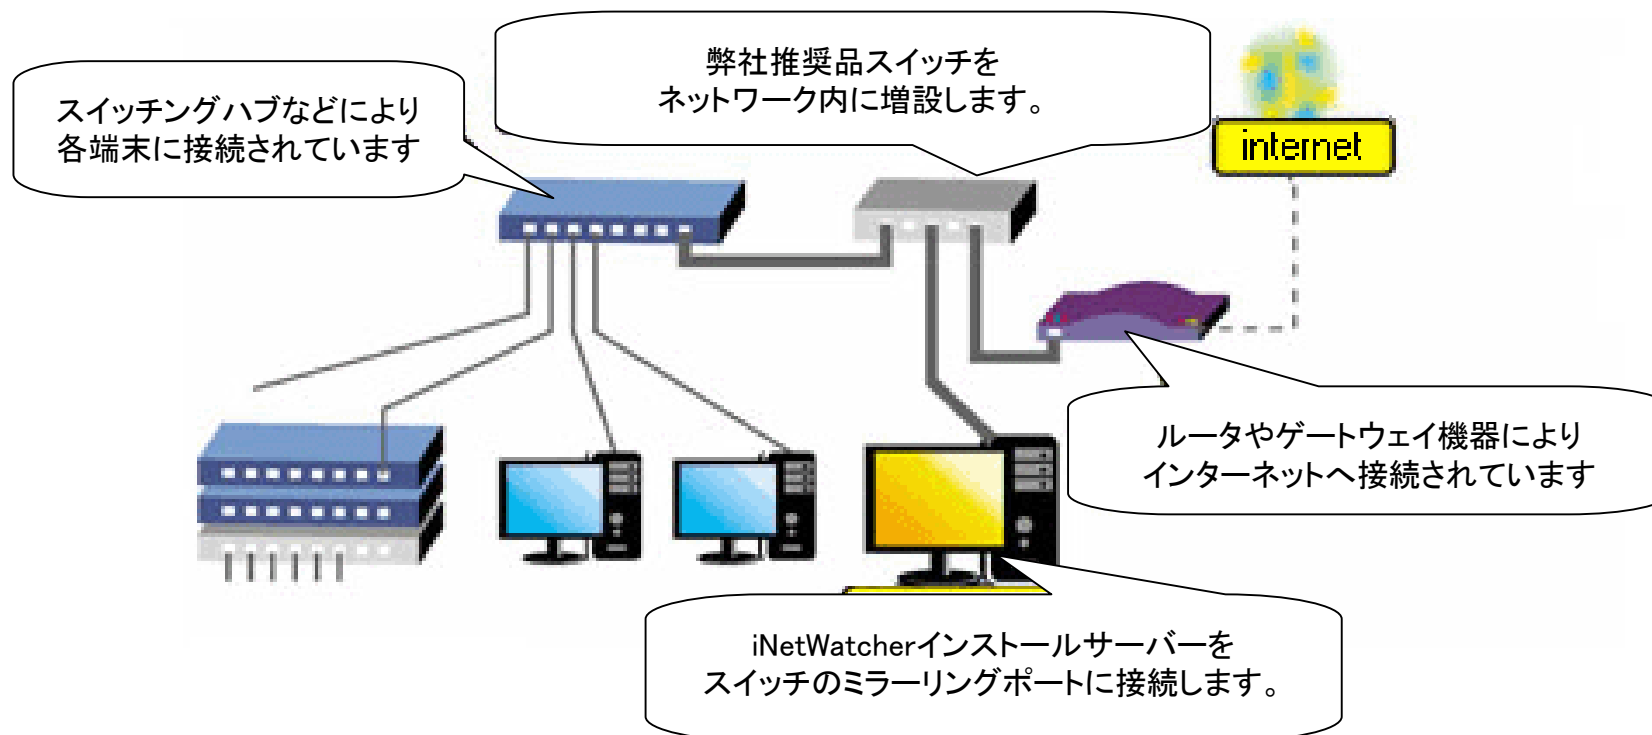 弊社推奨品スイッチを
ネットワーク内に増設します。
スイッチングハブなどにより
各端末に接続されています
internet
ルータやゲートウェイ機器により
インターネットへ接続されています
iNetWatcherインストールサーバーを
スイッチのミラーリングポートに接続します。